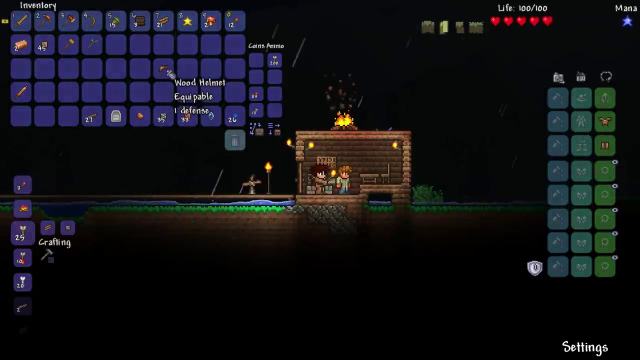 Inventory
Life: 100/100
Mana
Coins Ammo
Wood Helmet
Equipable
1 defense
Crafting
Settings